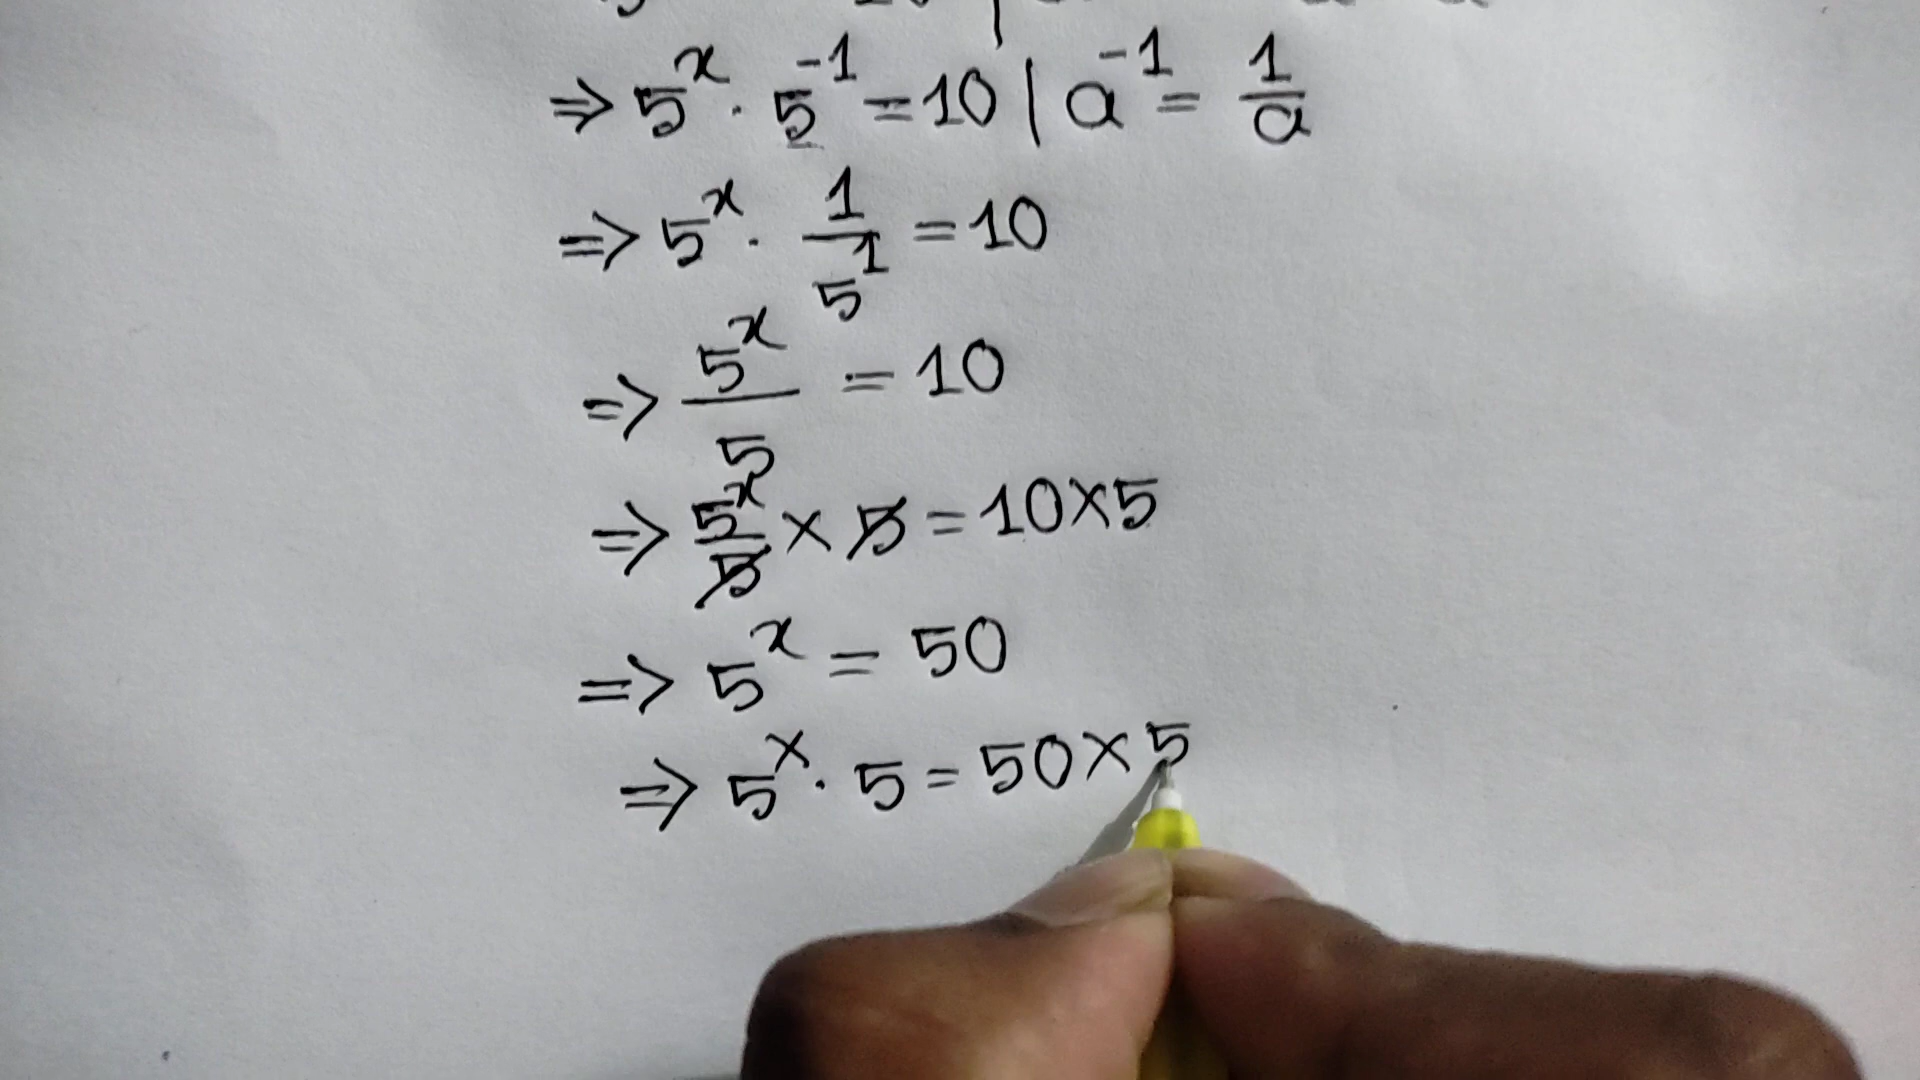 ⇒ 5^x · 5^-1 = 10 | a^-1 = 1/a
⇒ 5^x · 1/5^1 = 10
⇒ 5^x/5 = 10
⇒ 5^x/5 × 5 = 10×5
⇒ 5^x = 50
⇒ 5^x · 5 = 50×5